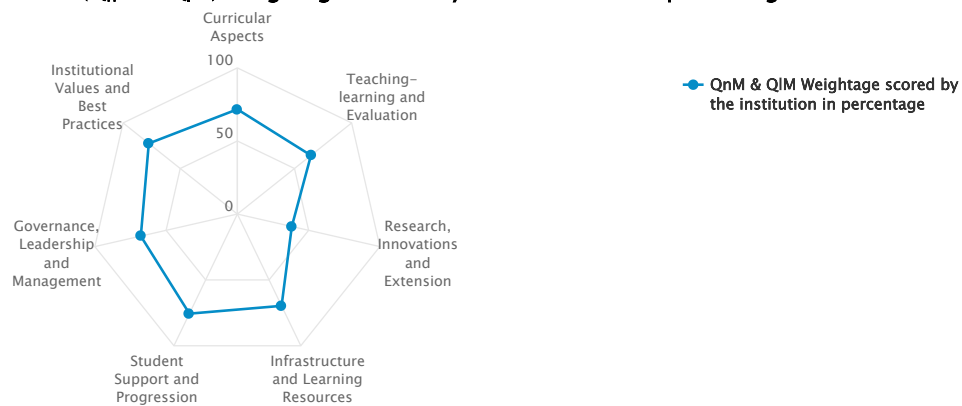 Curricular
Aspects
100
Teaching-
learning and
Evaluation
Institutional
Values and
Best
Practices
50
0
Research,
Innovations
and
Extension
Governance,
Leadership
and
Management
Student
Support and
Progression
Infrastructure
and Learning
Resources
QnM & QlM Weightage scored by
the institution in percentage